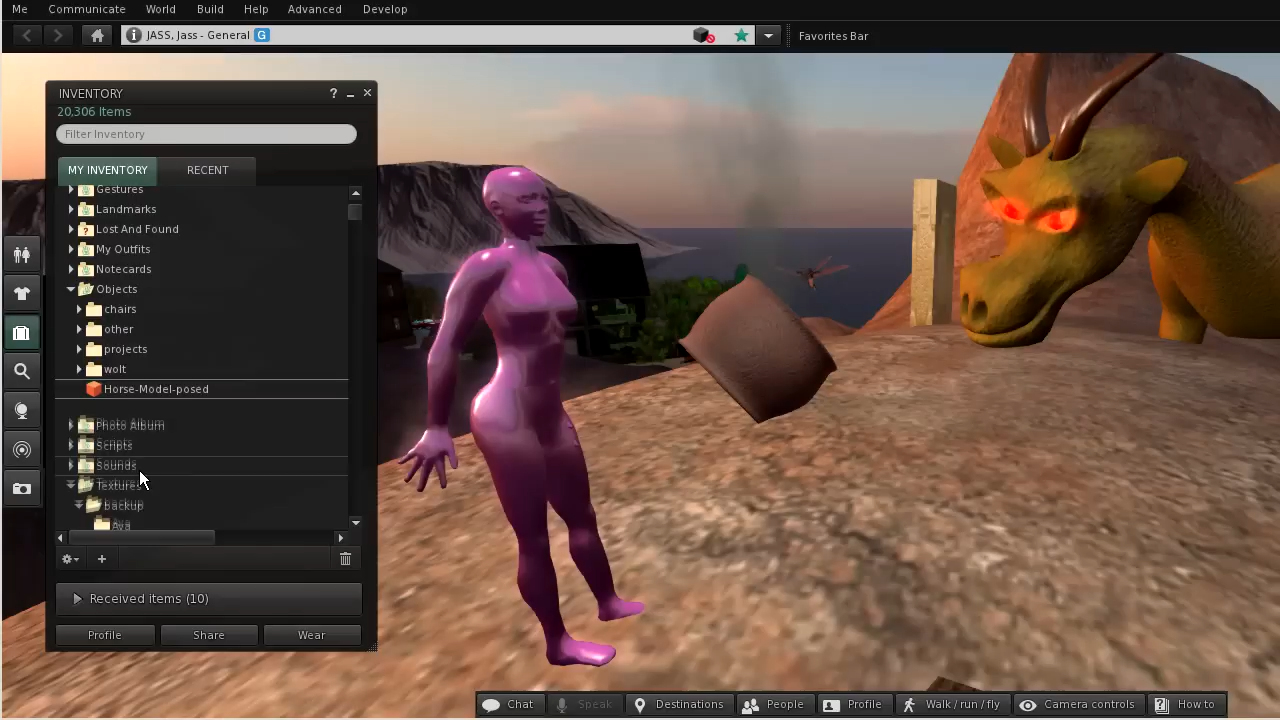 Me Communicate World Build Help Advanced Develop
JASS, Jass - General G Favorites Bar
INVENTORY ?
20,306 Items
Filter Inventory
MY INVENTORY RECENT
Gestures
Landmarks
Lost And Found
My Outfits
Notecards
Objects
chairs
other
projects
wolt
Horse-Model-posed
Photo Album
Scripts
Sounds
Textures
backup
Received items (10)
Profile Share Wear
Chat Speak Destinations People Profile Walk / run / fly Camera controls How to